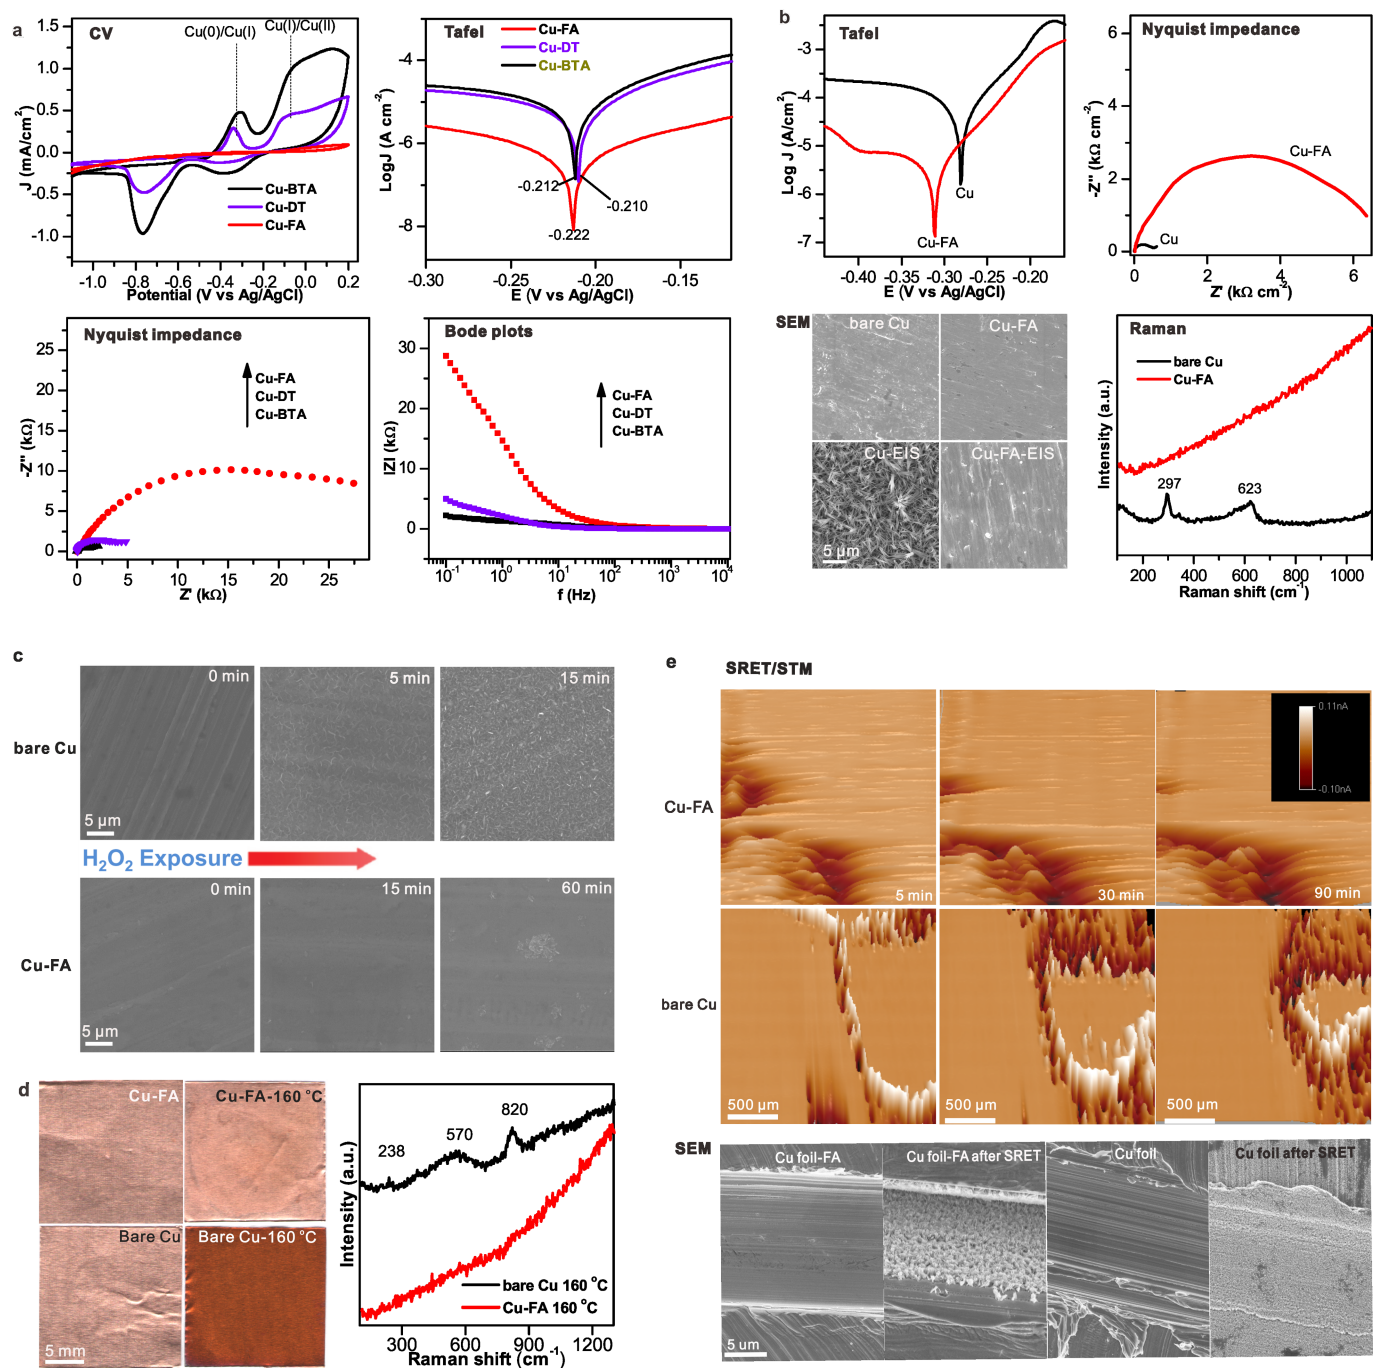 a
CV
Cu(0)/Cu(I)
Cu(I)/Cu(II)
J (mA/cm²)
1.5
1.0
0.5
0.0
-0.5
-1.0
Cu-BTA
Cu-DT
Cu-FA
-1.0 -0.8 -0.6 -0.4 -0.2 0.0 0.2
Potential (V vs Ag/AgCl)
Tafel
Cu-FA
Cu-DT
Cu-BTA
LogJ (A cm⁻²)
-4
-6
-8
-0.212
-0.210
-0.222
-0.30 -0.25 -0.20 -0.15
E (V vs Ag/AgCl)
Nyquist impedance
Cu-FA
Cu-DT
Cu-BTA
-Z'' (kΩ)
25
20
15
10
5
0
0 5 10 15 20 25
Z' (kΩ)
Bode plots
Cu-FA
Cu-DT
Cu-BTA
|Z| (kΩ)
30
20
10
0
10⁻¹ 10⁰ 10¹ 10² 10³ 10⁴
f (Hz)
b
Tafel
Log J (A/cm²)
-3
-4
-5
-6
-7
Cu
Cu-FA
-0.40 -0.35 -0.30 -0.25 -0.20
E (V vs Ag/AgCl)
Nyquist impedance
-Z'' (kΩ cm⁻²)
6
4
2
0
Cu-FA
Cu
0 2 4 6
Z' (kΩ cm⁻²)
SEM
bare Cu
Cu-FA
Cu-EIS
Cu-FA-EIS
5 µm
Raman
bare Cu
Cu-FA
Intensity (a.u.)
297
623
200 400 600 800 1000
Raman shift (cm⁻¹)
c
bare Cu
0 min
5 min
15 min
5 µm
H₂O₂ Exposure
Cu-FA
0 min
15 min
60 min
5 µm
d
Cu-FA
Cu-FA-160 °C
Bare Cu
Bare Cu-160 °C
5 mm
Intensity (a.u.)
238
570
820
bare Cu 160 °C
Cu-FA 160 °C
300 600 900 1200
Raman shift (cm⁻¹)
e
SRET/STM
Cu-FA
0.11nA
-0.10nA
5 min
30 min
90 min
bare Cu
500 µm
500 µm
500 µm
SEM
Cu foil-FA
Cu foil-FA after SRET
Cu foil
Cu foil after SRET
5 um